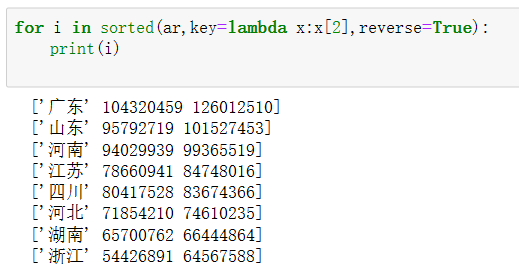 for i in sorted(ar,key=lambda x:x[2],reverse=True):
    print(i)
['广东' 104320459 126012510]
['山东' 95792719 101527453]
['河南' 94029939 99365519]
['江苏' 78660941 84748016]
['四川' 80417528 83674366]
['河北' 71854210 74610235]
['湖南' 65700762 66444864]
['浙江' 54426891 64567588]